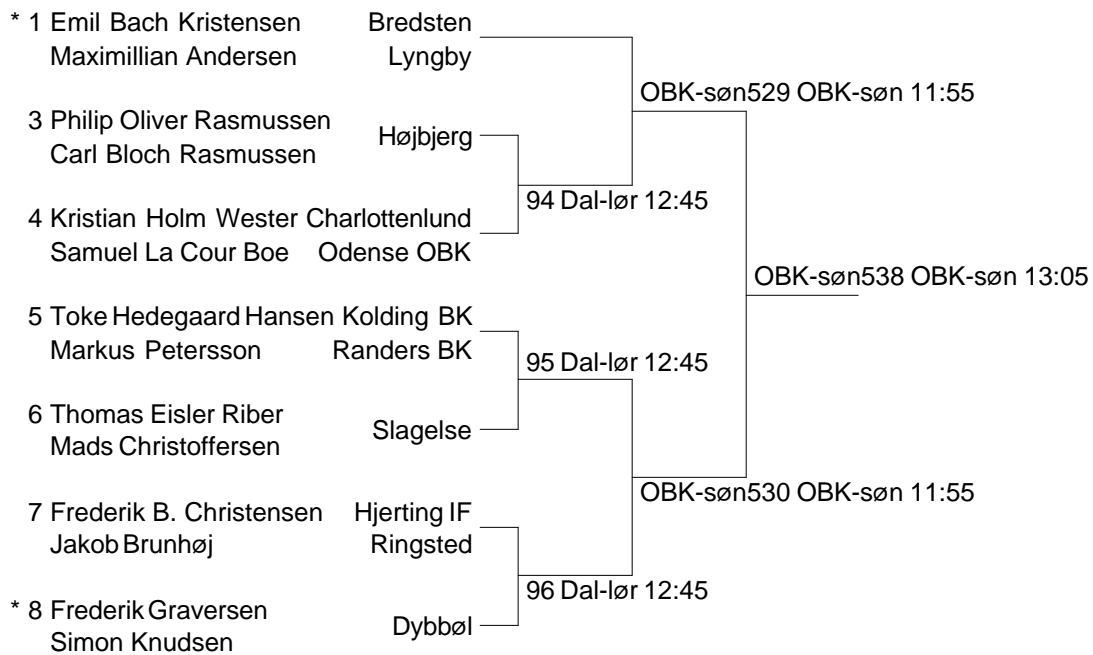 * 1 Emil Bach Kristensen Bredsten
Maximillian Andersen Lyngby
OBK-søn529 OBK-søn 11:55
3 Philip Oliver Rasmussen
Højbjerg
Carl Bloch Rasmussen
94 Dal-lør 12:45
4 Kristian Holm Wester Charlottenlund
Samuel La Cour Boe Odense OBK
OBK-søn538 OBK-søn 13:05
5 Toke Hedegaard Hansen Kolding BK
Markus Petersson Randers BK
95 Dal-lør 12:45
6 Thomas Eisler Riber
Slagelse
Mads Christoffersen
OBK-søn530 OBK-søn 11:55
7 Frederik B. Christensen Hjerting IF
Jakob Brunhøj Ringsted
96 Dal-lør 12:45
* 8 Frederik Graversen
Dybbøl
Simon Knudsen